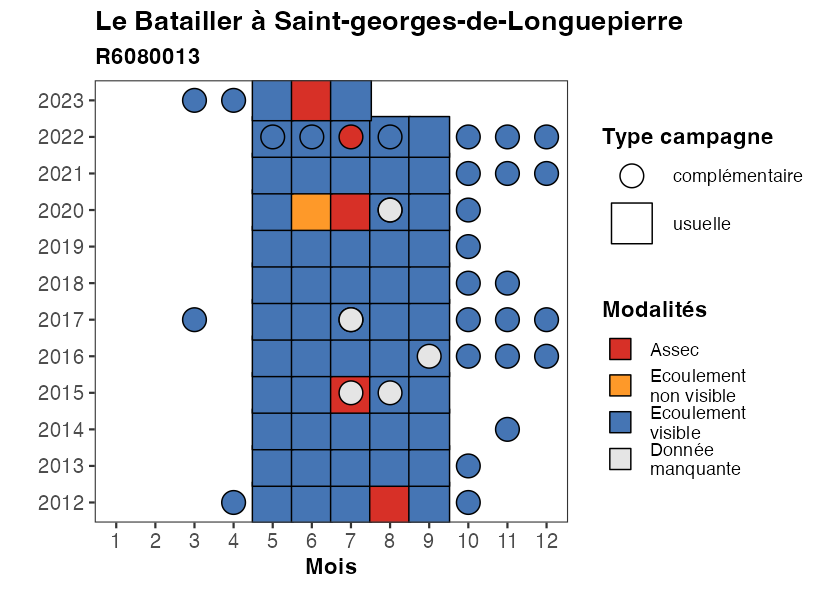 Le Batailler à Saint-georges-de-Longuepierre
R6080013
2023
2022
2021
2020
2019
2018
2017
2016
2015
2014
2013
2012
1 2 3 4 5 6 7 8 9 10 11 12
Mois
Type campagne
complémentaire
usuelle
Modalités
Assec
Ecoulement
non visible
Ecoulement
visible
Donnée
manquante